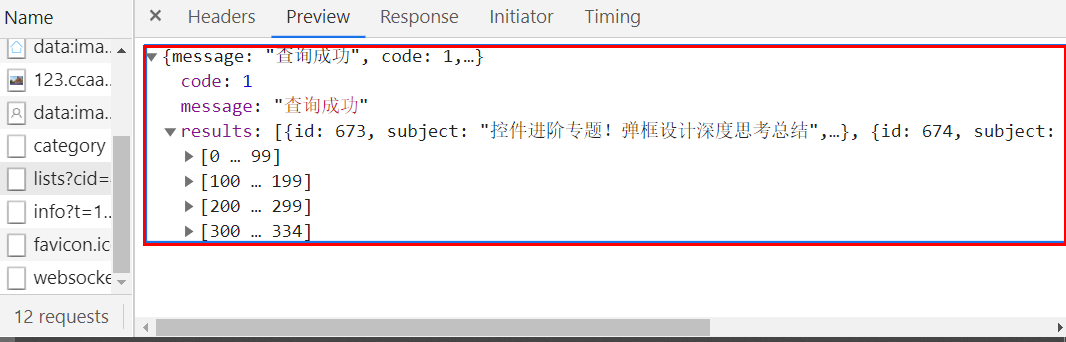 Name
× Headers Preview Response Initiator Timing
data:ima...
123.ccaa...
data:ima...
category
lists?cid=
info?t=1...
favicon.ic
websocke
12 requests
{message: "查询成功", code: 1,…}
code: 1
message: "查询成功"
results: [{id: 673, subject: "控件进阶专题！弹框设计深度思考总结",…}, {id: 674, subject:
[0 … 99]
[100 … 199]
[200 … 299]
[300 … 334]